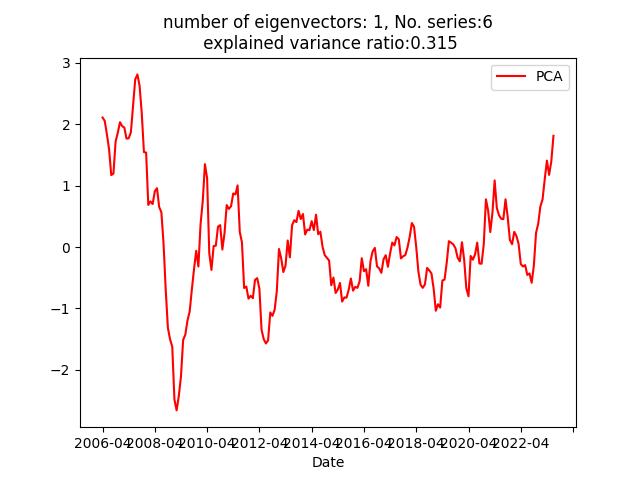 number of eigenvectors: 1, No. series:6
explained variance ratio:0.315
PCA
3
2
1
0
−1
−2
2006-04 2008-04 2010-04 2012-04 2014-04 2016-04 2018-04 2020-04 2022-04
Date